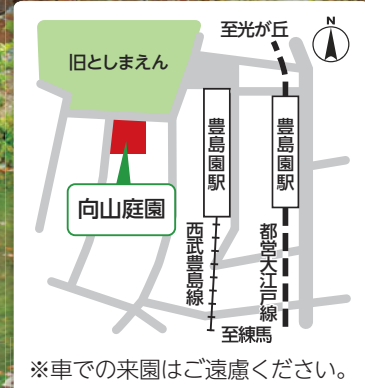 至光が丘
N
旧としまえん
豊島園駅
豊島園駅
向山庭園
西武豊島線
都営大江戸線
至練馬
※車での来園はご遠慮ください。